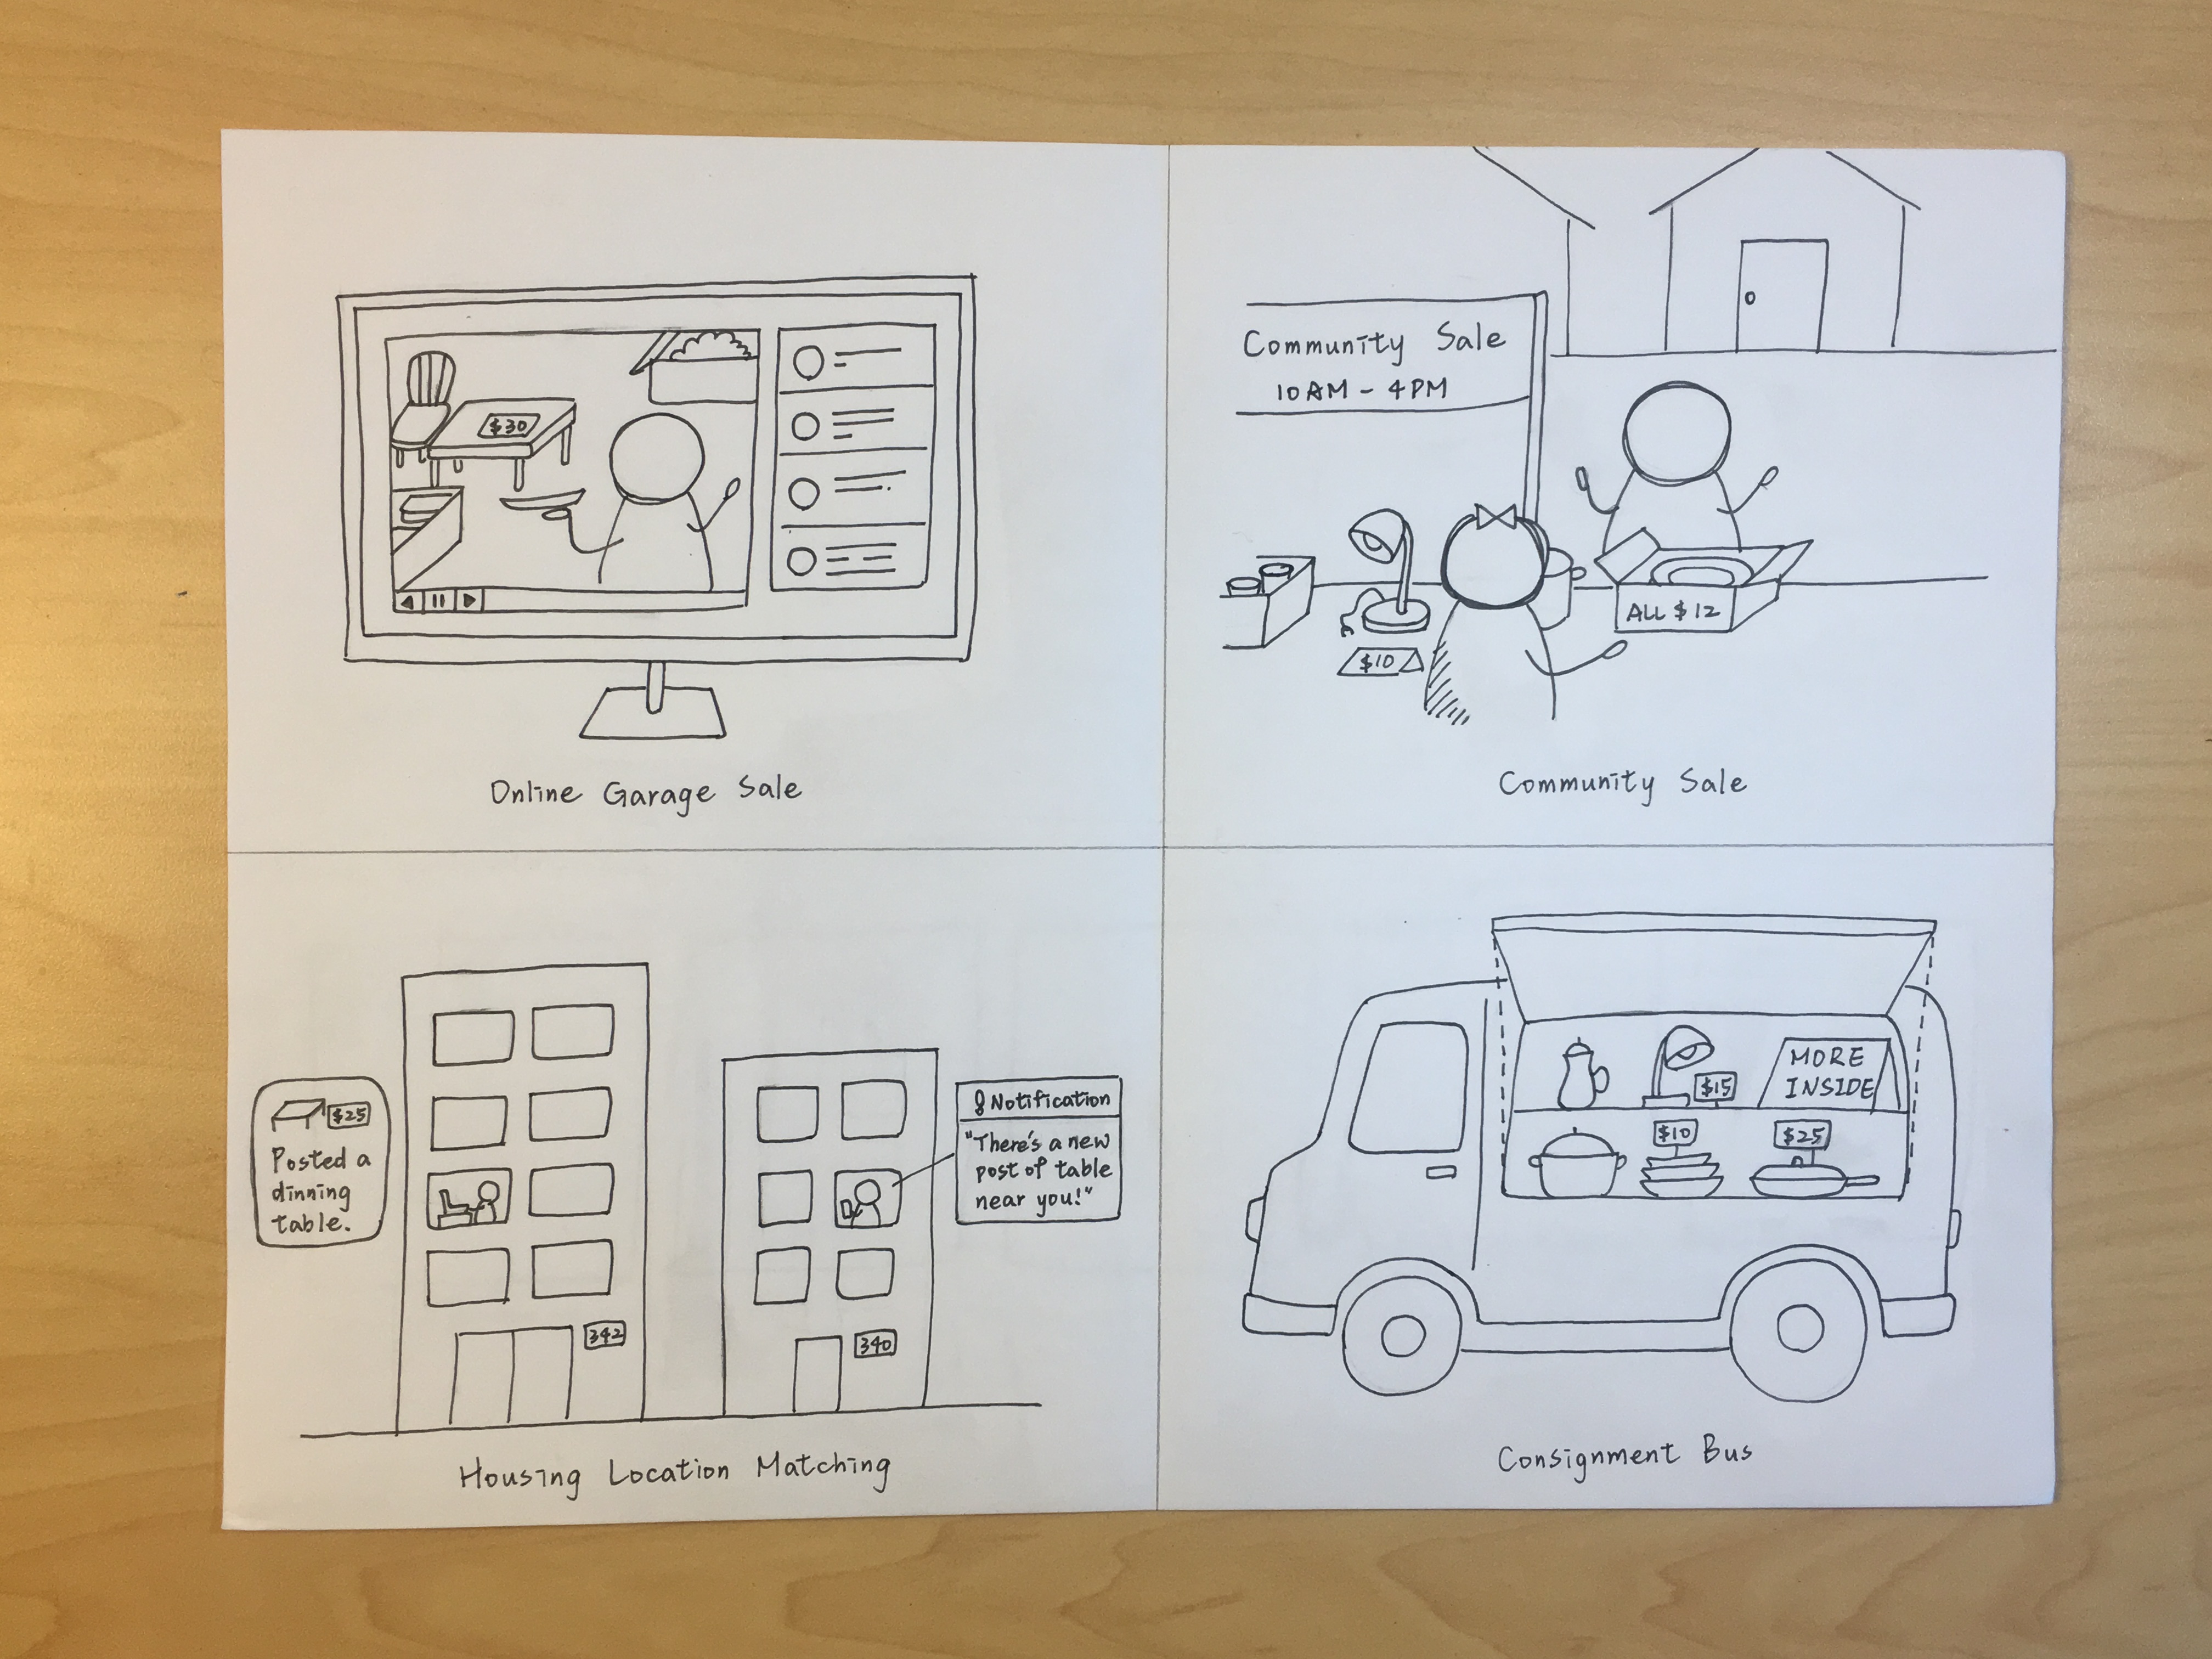 $30
Online Garage Sale
Community Sale
10AM - 4PM
$10
ALL $12
Community Sale
$25
Posted a
dinning
table.
342
340
Notification
"There's a new
post of table
near you!"
Housing Location Matching
$15
MORE
INSIDE
$10
$25
Consignment Bus